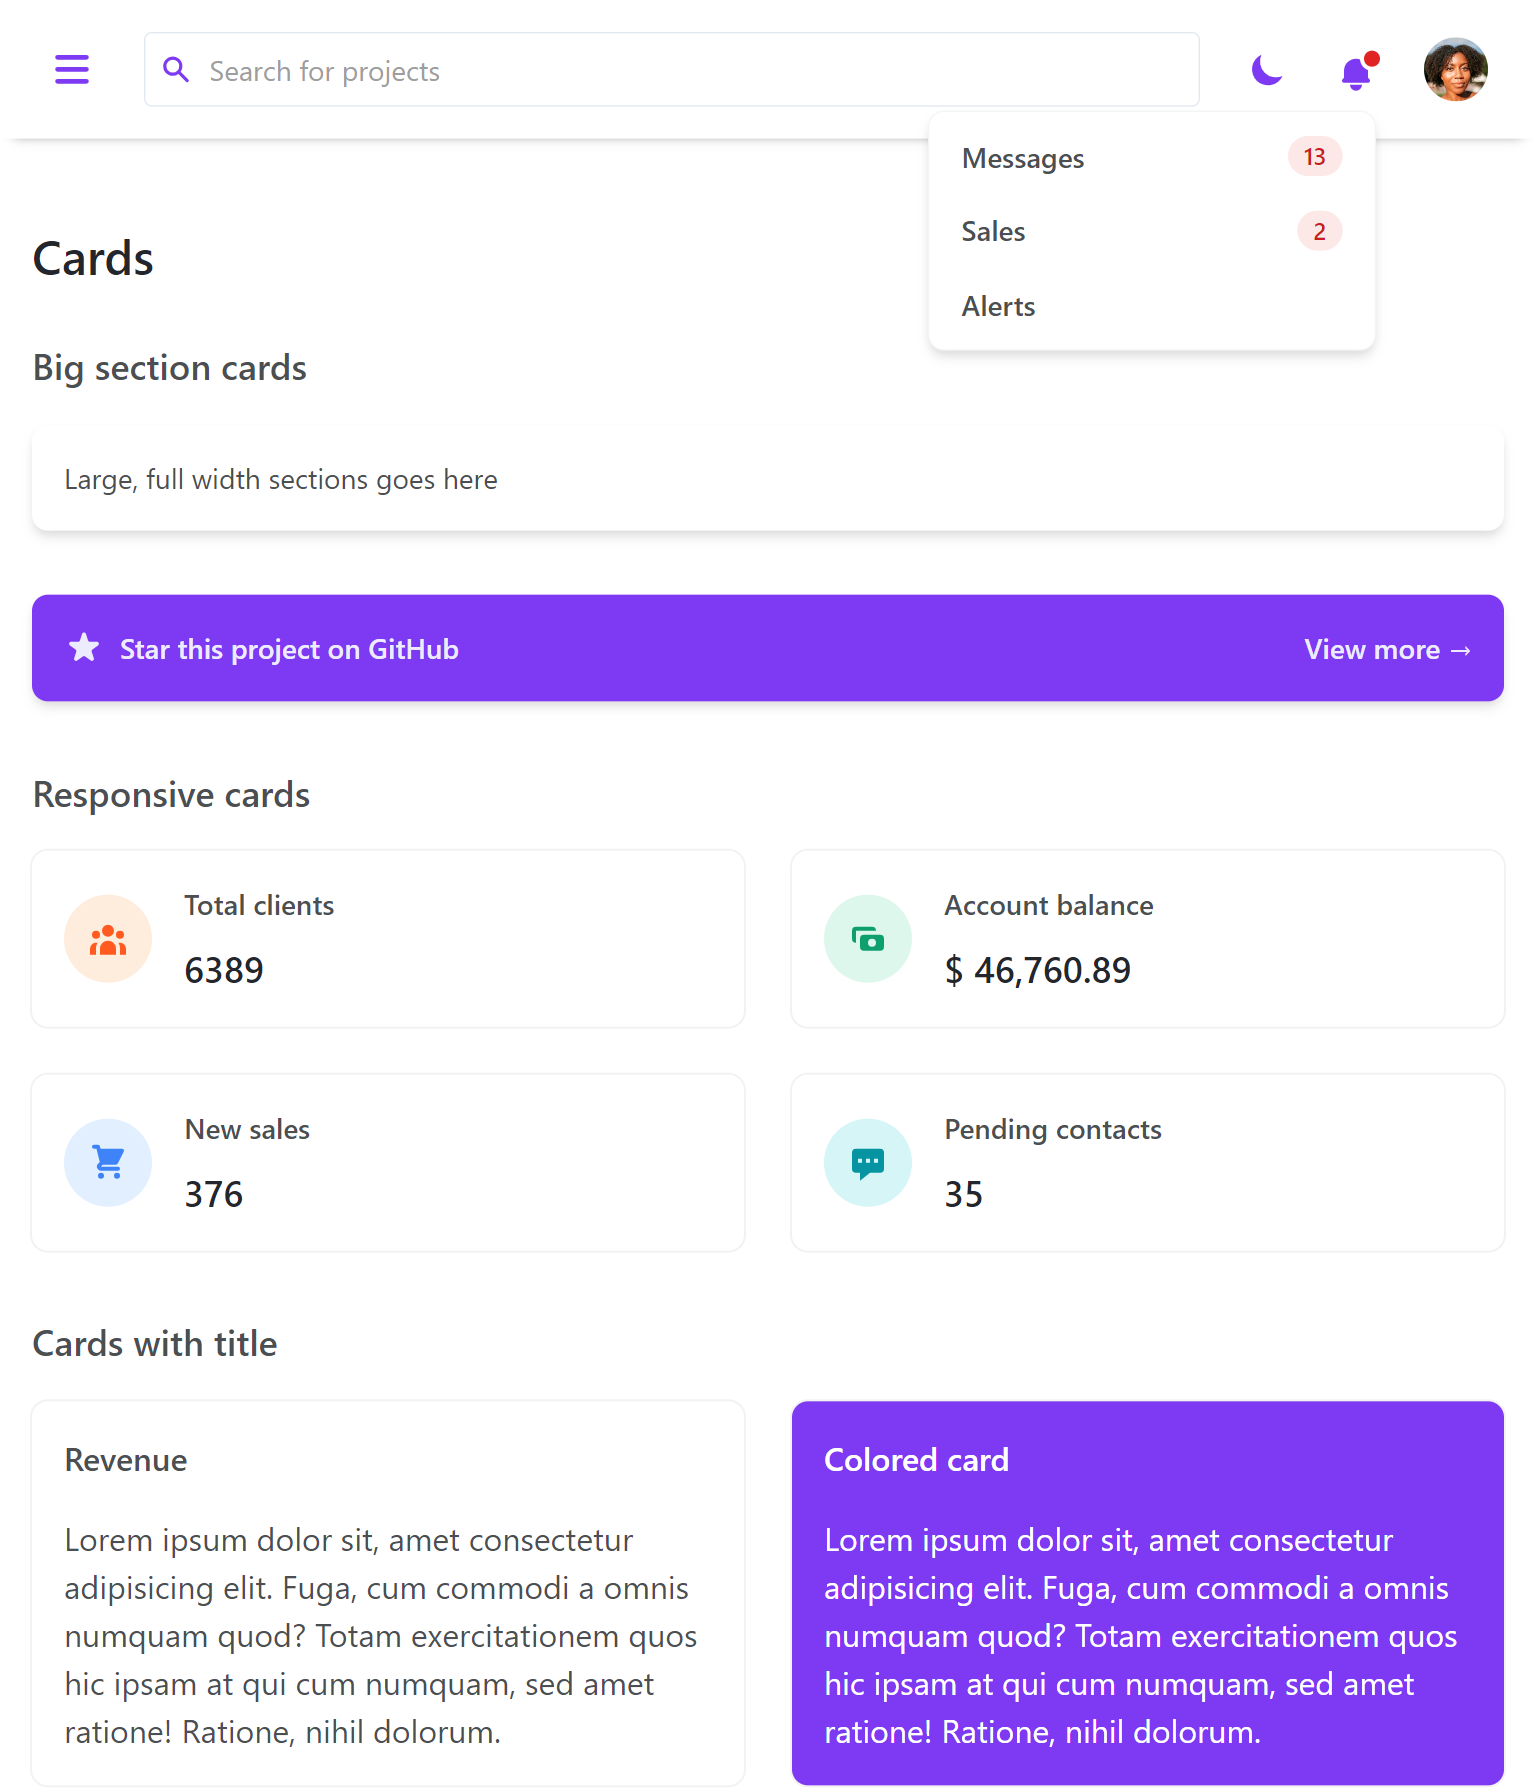 Search for projects
Messages 13
Sales 2
Alerts
Cards
Big section cards
Large, full width sections goes here
Star this project on GitHub View more →
Responsive cards
Total clients
6389
Account balance
$ 46,760.89
New sales
376
Pending contacts
35
Cards with title
Revenue
Lorem ipsum dolor sit, amet consectetur
adipisicing elit. Fuga, cum commodi a omnis
numquam quod? Totam exercitationem quos
hic ipsam at qui cum numquam, sed amet
ratione! Ratione, nihil dolorum.
Colored card
Lorem ipsum dolor sit, amet consectetur
adipisicing elit. Fuga, cum commodi a omnis
numquam quod? Totam exercitationem quos
hic ipsam at qui cum numquam, sed amet
ratione! Ratione, nihil dolorum.